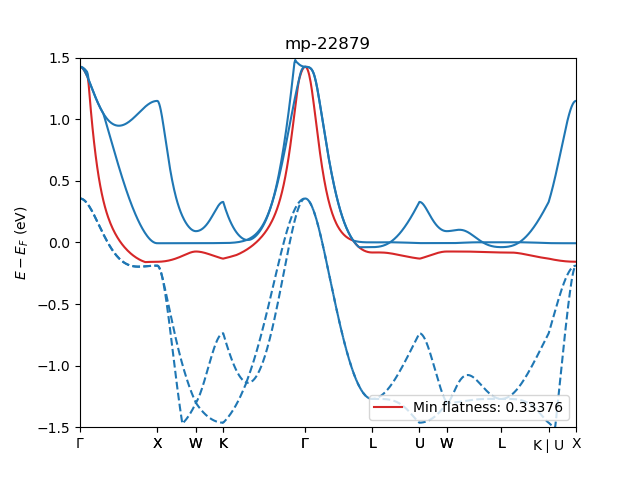 mp-22879
1.5
1.0
0.5
0.0
−0.5
−1.0
−1.5
E − E_F (eV)
Min flatness: 0.33376
Γ X W K Γ L U W L K | U X